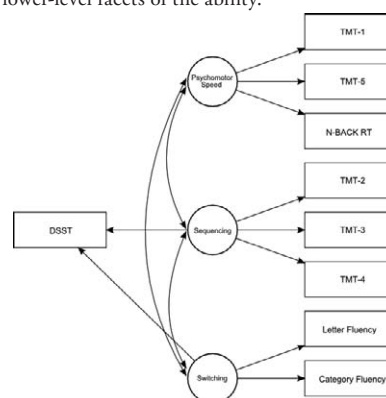 lower-level facets of the ability.
TMT-1
Psychomotor
Speed
TMT-5
N-BACK RT
TMT-2
DSST
Sequencing
TMT-3
TMT-4
Letter Fluency
Switching
Category Fluency